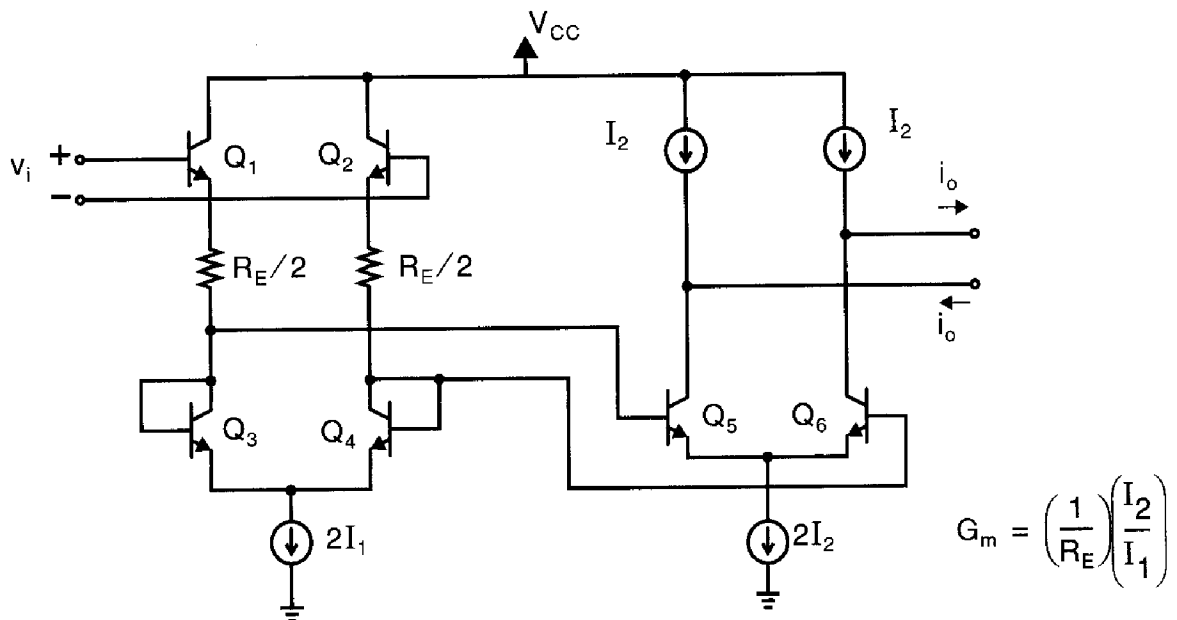 V_CC
I_2
I_2
v_i
+
−
Q_1
Q_2
i_o
R_E/2
R_E/2
i_o
Q_3
Q_4
Q_5
Q_6
2I_1
2I_2
G_m = (1/R_E)(I_2/I_1)